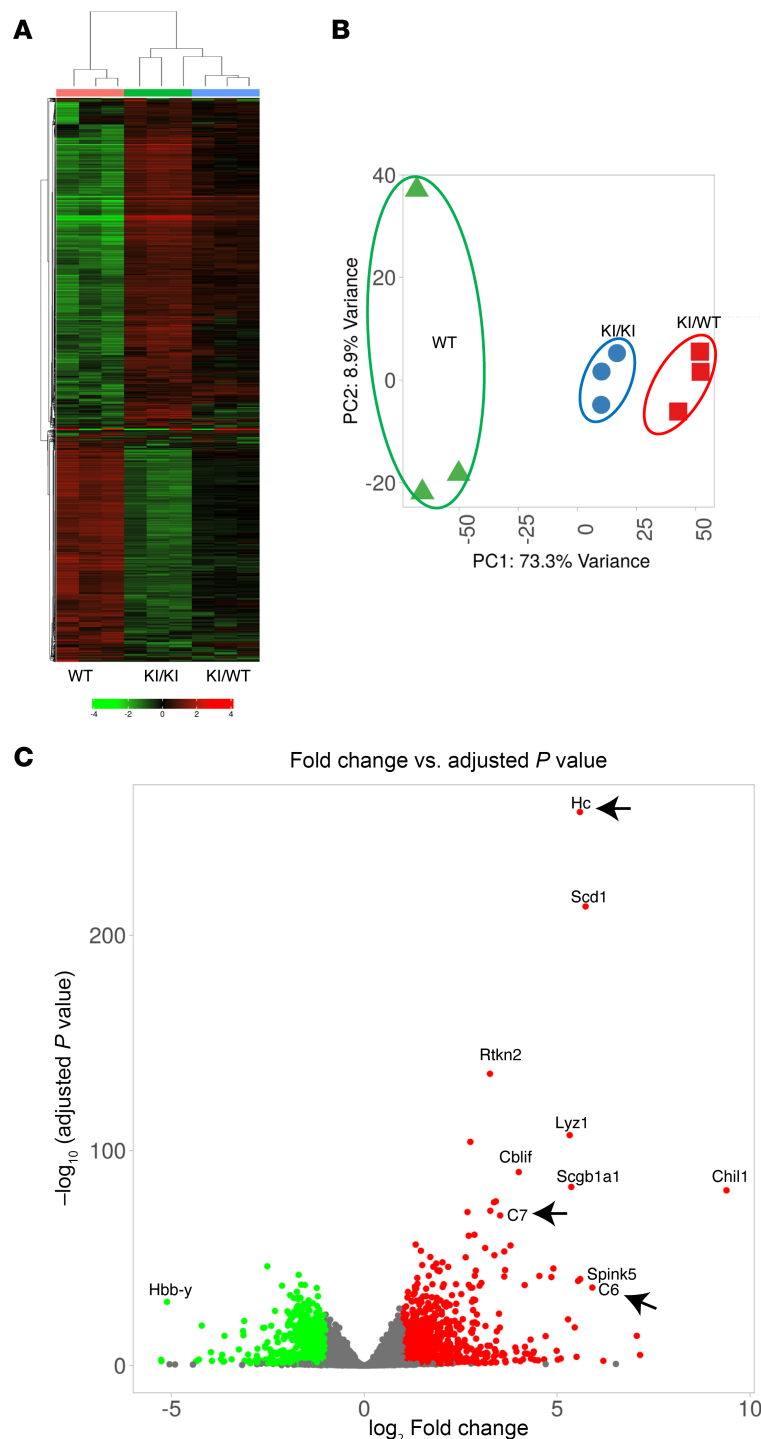 A
B
WT KI/KI KI/WT
-4 -2 0 2 4
40
20
0
-20
PC2: 8.9% Variance
WT
KI/KI
KI/WT
-50 -25 0 25 50
PC1: 73.3% Variance
C
Fold change vs. adjusted P value
Hc
Scd1
200
Rtkn2
Lyz1
100
Cblif
Scgb1a1
Chil1
C7
Spink5
C6
Hbb-y
0
–log10 (adjusted P value)
-5 0 5 10
log2 Fold change